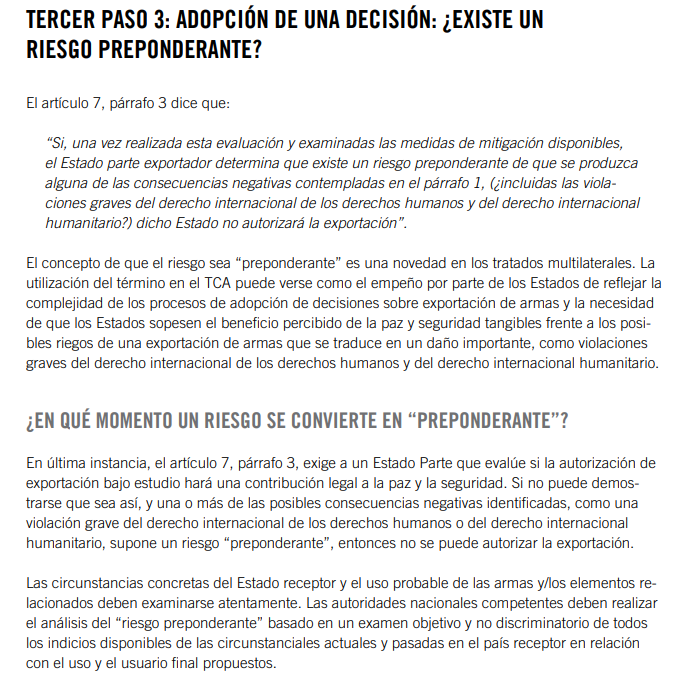 TERCER PASO 3: ADOPCIÓN DE UNA DECISIÓN: ¿EXISTE UN
RIESGO PREPONDERANTE?
El artículo 7, párrafo 3 dice que:
“Si, una vez realizada esta evaluación y examinadas las medidas de mitigación disponibles,
el Estado parte exportador determina que existe un riesgo preponderante de que se produzca
alguna de las consecuencias negativas contempladas en el párrafo 1, (¿incluidas las viola-
ciones graves del derecho internacional de los derechos humanos y del derecho internacional
humanitario?) dicho Estado no autorizará la exportación”.
El concepto de que el riesgo sea “preponderante” es una novedad en los tratados multilaterales. La
utilización del término en el TCA puede verse como el empeño por parte de los Estados de reflejar la
complejidad de los procesos de adopción de decisiones sobre exportación de armas y la necesidad
de que los Estados sopesen el beneficio percibido de la paz y seguridad tangibles frente a los posi-
bles riegos de una exportación de armas que se traduce en un daño importante, como violaciones
graves del derecho internacional de los derechos humanos y del derecho internacional humanitario.
¿EN QUÉ MOMENTO UN RIESGO SE CONVIERTE EN “PREPONDERANTE”?
En última instancia, el artículo 7, párrafo 3, exige a un Estado Parte que evalúe si la autorización de
exportación bajo estudio hará una contribución legal a la paz y la seguridad. Si no puede demos-
trarse que sea así, y una o más de las posibles consecuencias negativas identificadas, como una
violación grave del derecho internacional de los derechos humanos o del derecho internacional
humanitario, supone un riesgo “preponderante”, entonces no se puede autorizar la exportación.
Las circunstancias concretas del Estado receptor y el uso probable de las armas y/los elementos re-
lacionados deben examinarse atentamente. Las autoridades nacionales competentes deben realizar
el análisis del “riesgo preponderante” basado en un examen objetivo y no discriminatorio de todos
los indicios disponibles de las circunstanciales actuales y pasadas en el país receptor en relación
con el uso y el usuario final propuestos.